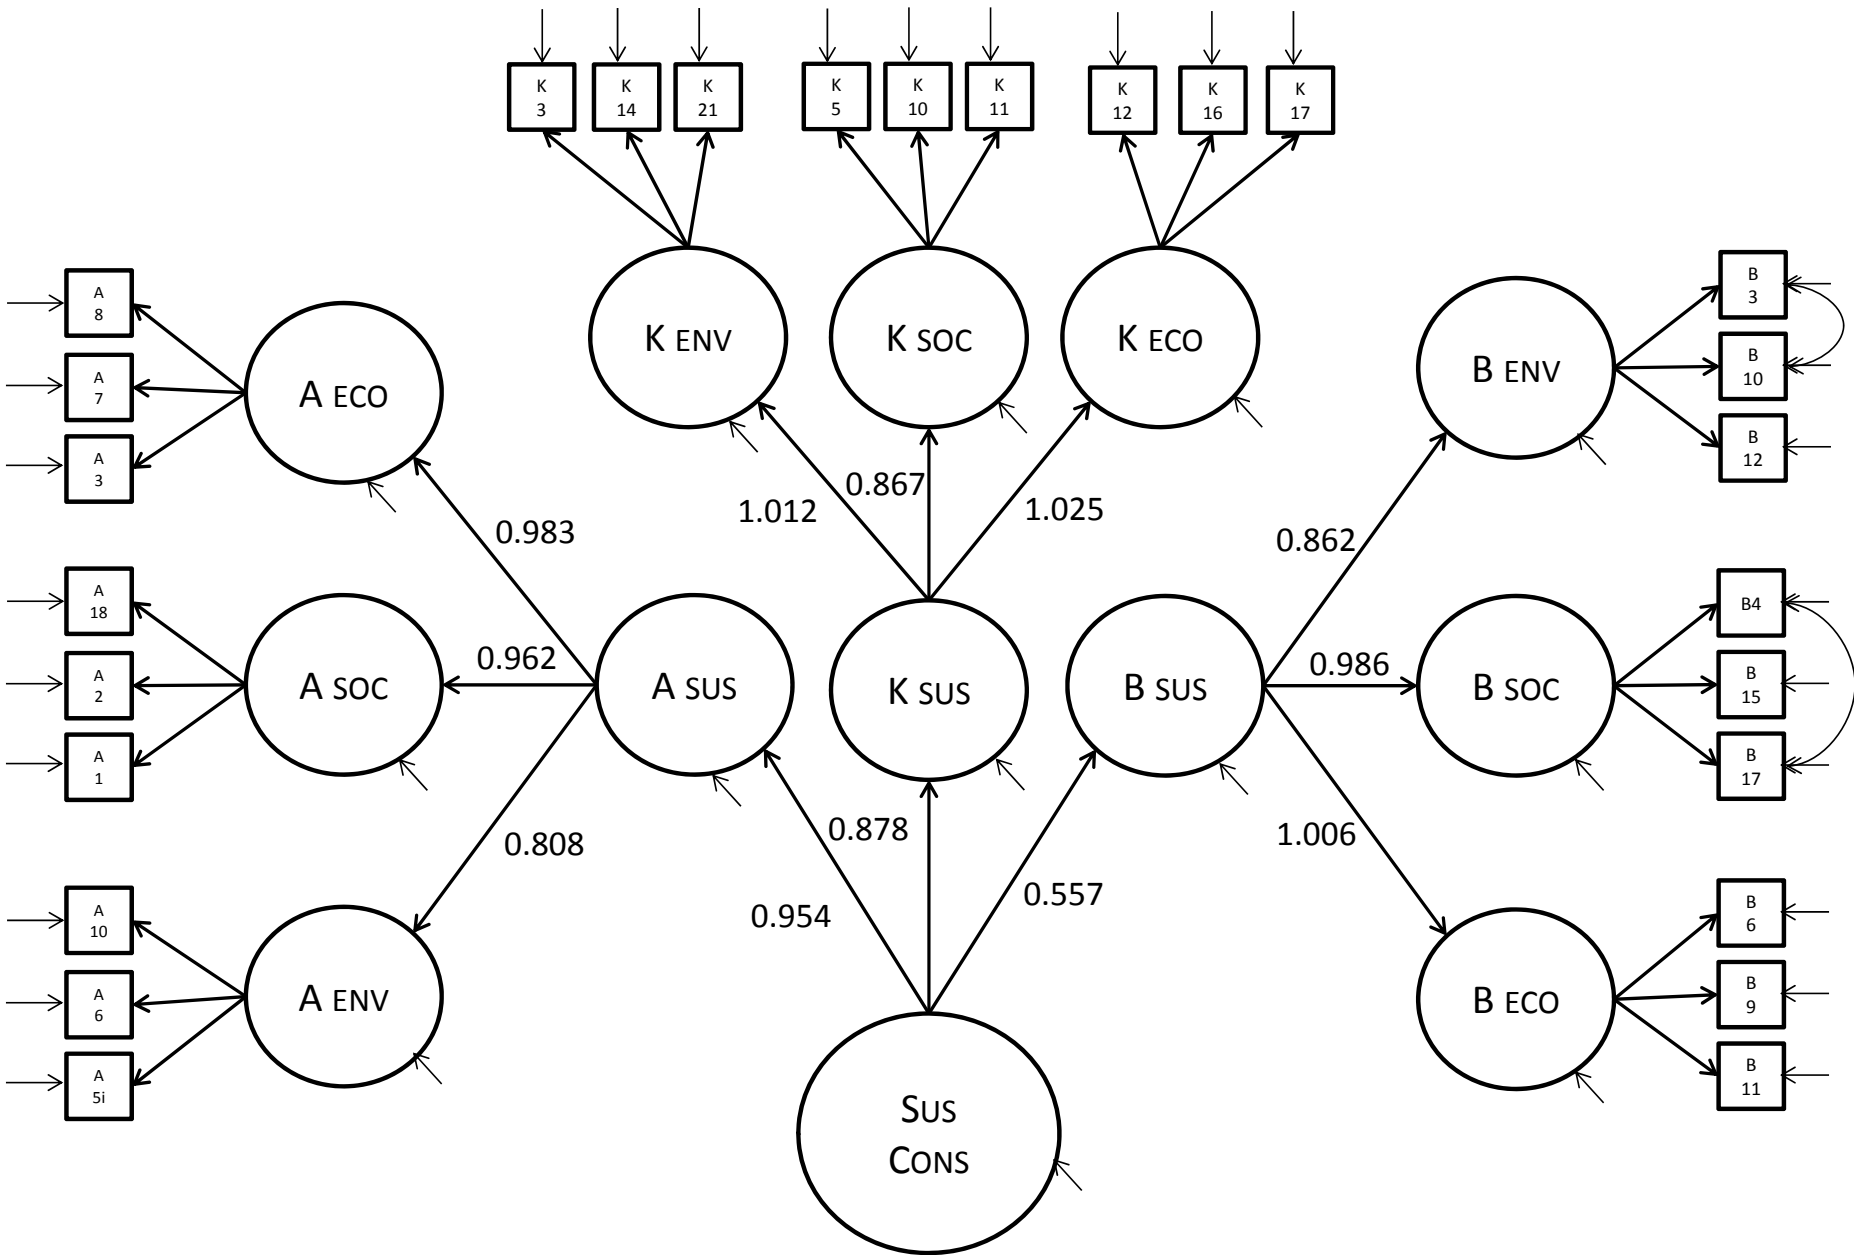 K
3
K
14
K
21
K
5
K
10
K
11
K
12
K
16
K
17
K ENV
K SOC
K ECO
A
8
A
7
A
3
A ECO
B ENV
B
3
B
10
B
12
0.983
1.012
0.867
1.025
0.862
A
18
A
2
A
1
A SOC
0.962
A SUS
K SUS
B SUS
0.986
B SOC
B4
B
15
B
17
0.808
0.954
0.878
0.557
1.006
A
10
A
6
A
5i
A ENV
B ECO
B
6
B
9
B
11
SUS
CONS